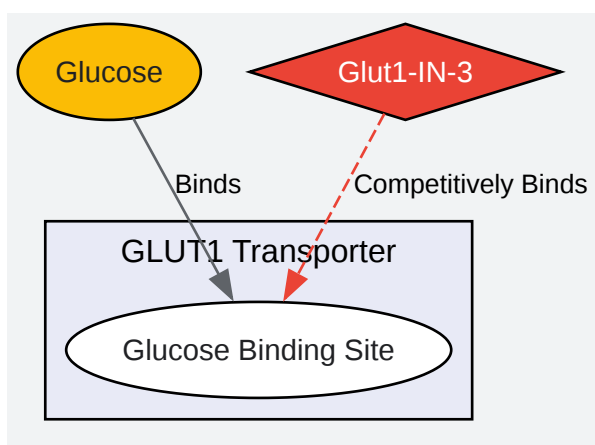 Glucose
Glut1-IN-3
Binds
Competitively Binds
GLUT1 Transporter
Glucose Binding Site